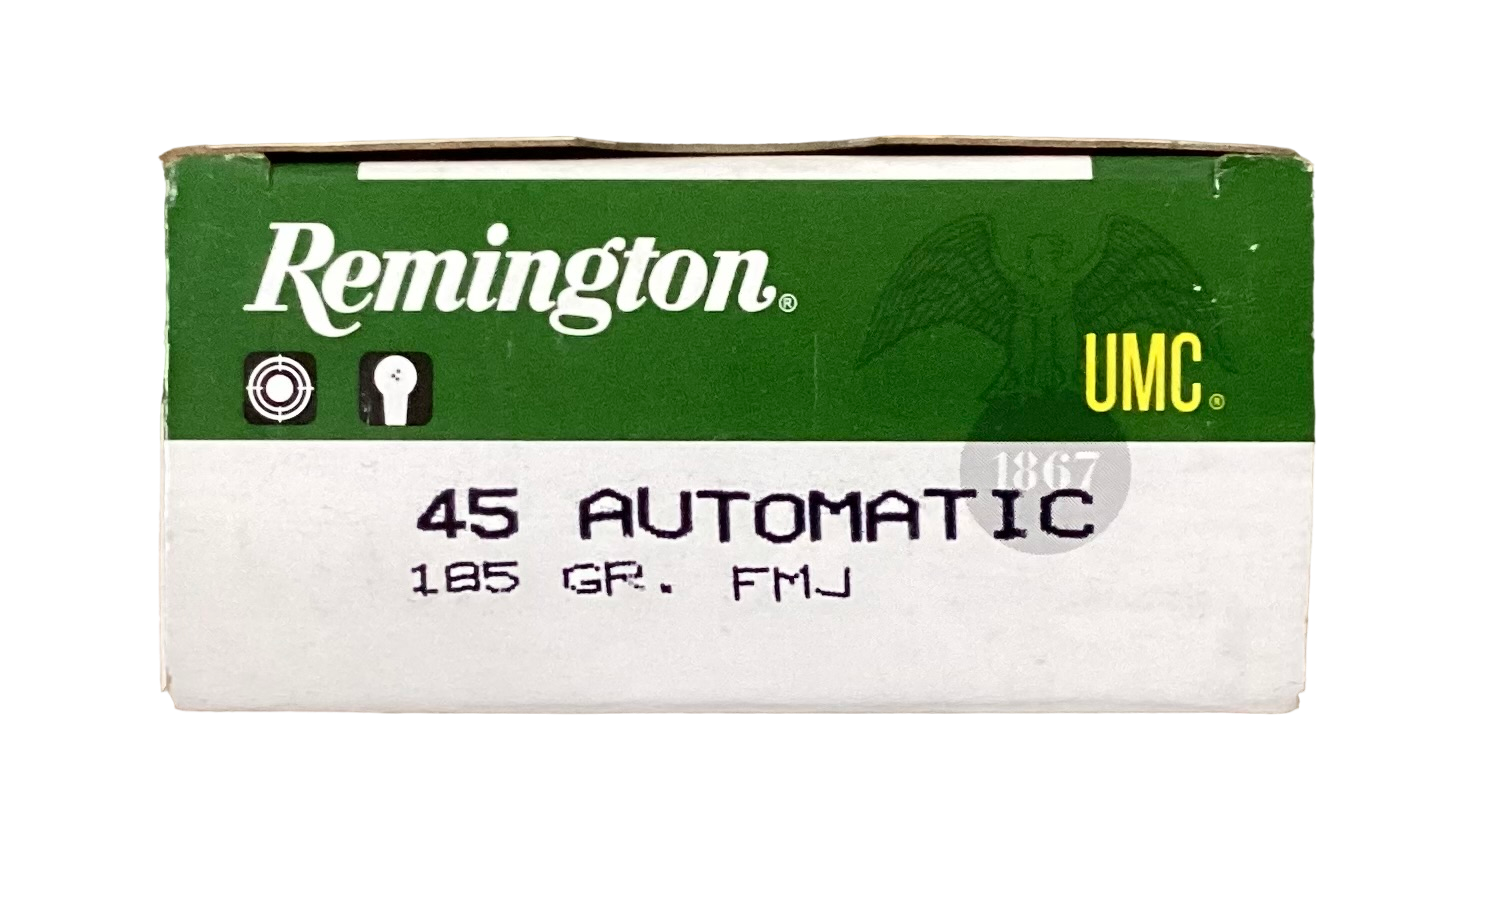 Remington®
UMC®
1867
45 AUTOMATIC
185 GR. FMJ